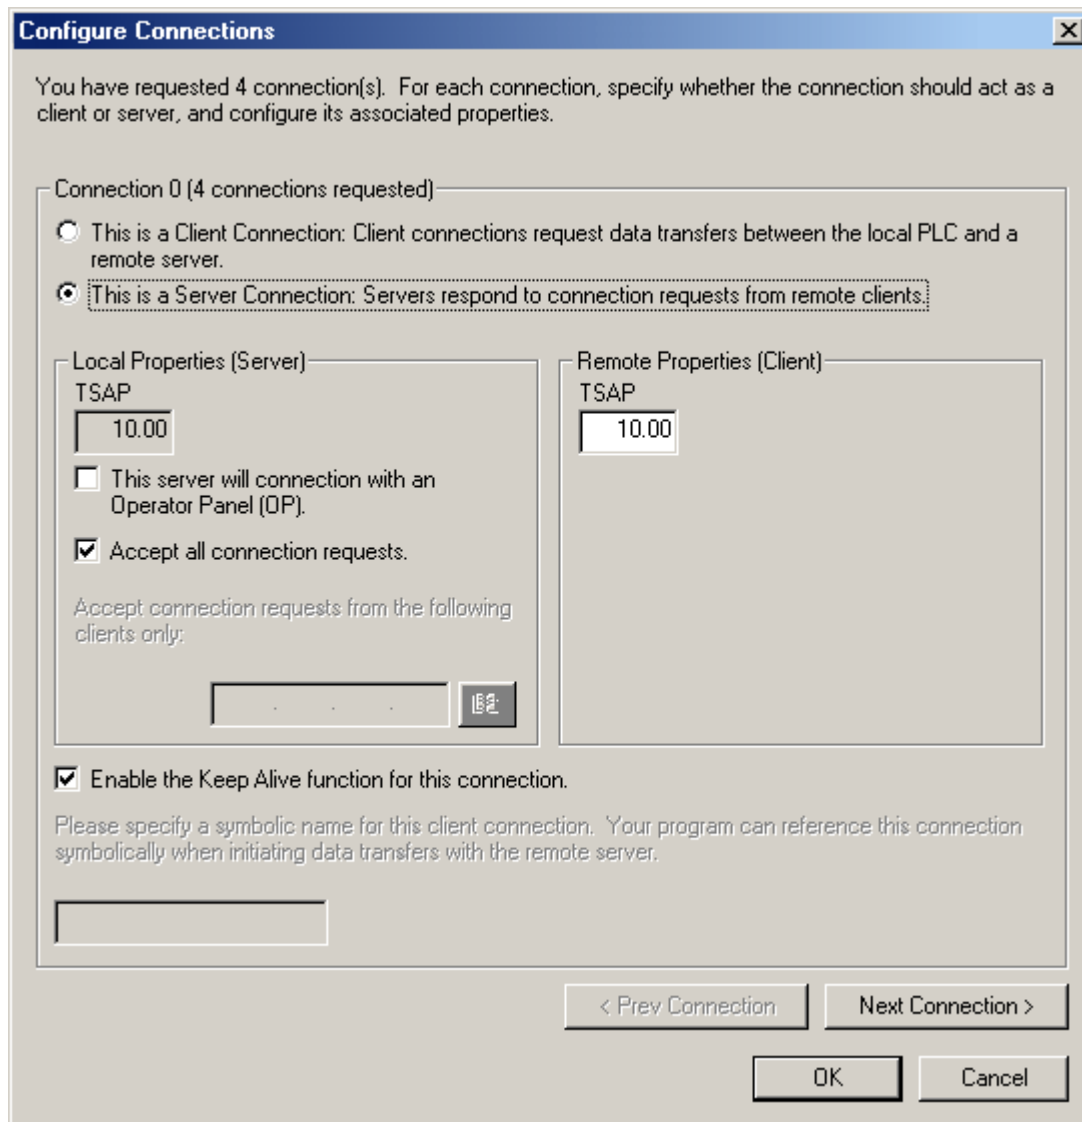 Configure Connections
You have requested 4 connection(s). For each connection, specify whether the connection should act as a
client or server, and configure its associated properties.
Connection 0 (4 connections requested)
This is a Client Connection: Client connections request data transfers between the local PLC and a
remote server.
This is a Server Connection: Servers respond to connection requests from remote clients.
Local Properties (Server)
TSAP
10.00
This server will connection with an
Operator Panel (OP).
Accept all connection requests.
Accept connection requests from the following
clients only:
. . .
Remote Properties (Client)
TSAP
10.00
Enable the Keep Alive function for this connection.
Please specify a symbolic name for this client connection. Your program can reference this connection
symbolically when initiating data transfers with the remote server.
< Prev Connection
Next Connection >
OK
Cancel